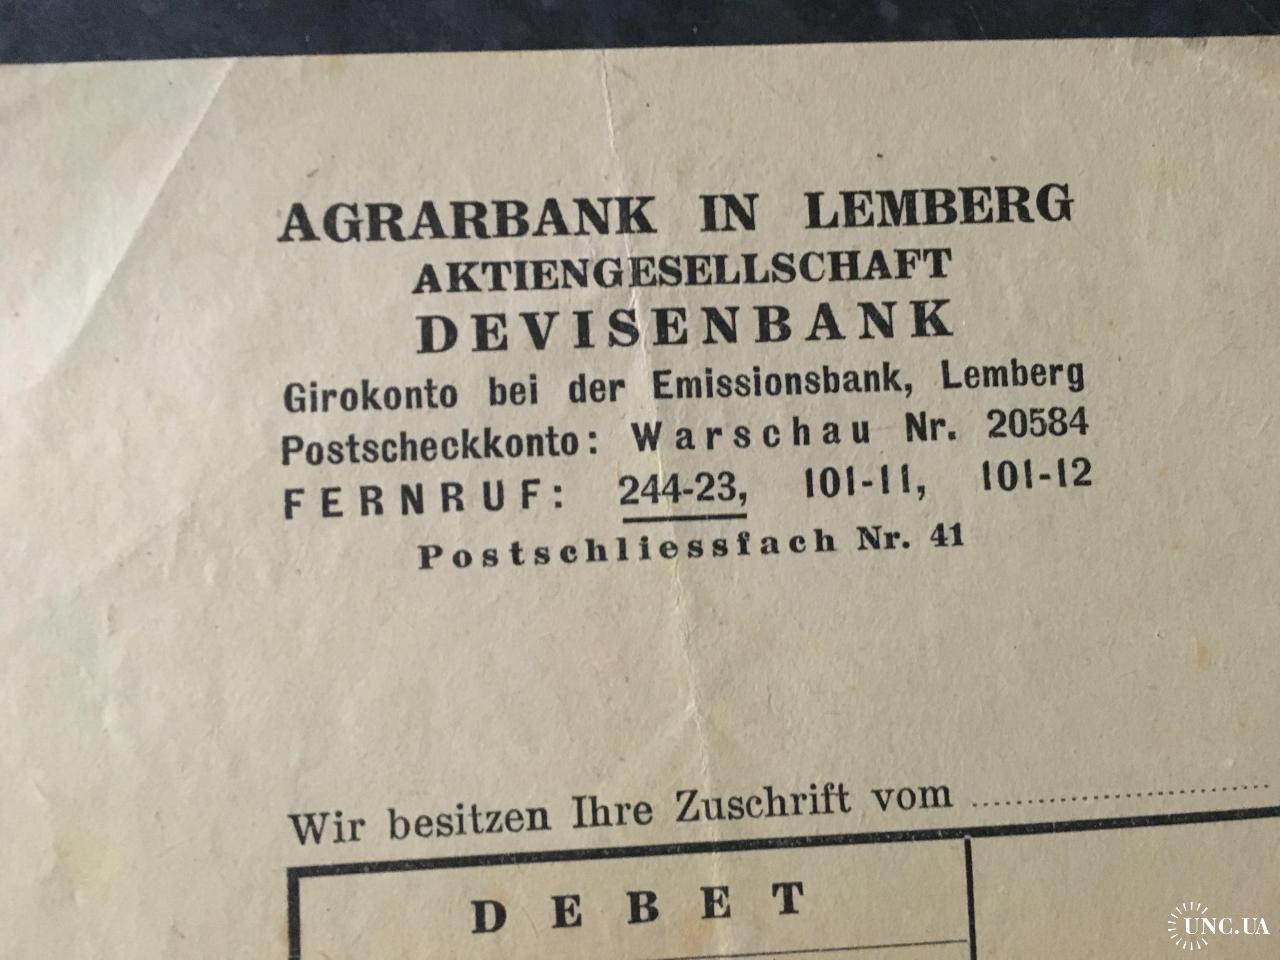 AGRARBANK IN LEMBERG
AKTIENGESELLSCHAFT
DEVISENBANK
Girokonto bei der Emissionsbank, Lemberg
Postscheckkonto: Warschau Nr. 20584
FERNRUF: 244-23, 101-11, 101-12
Postschliessfach Nr. 41
Wir besitzen Ihre Zuschrift vom
DEBET
UNC.UA